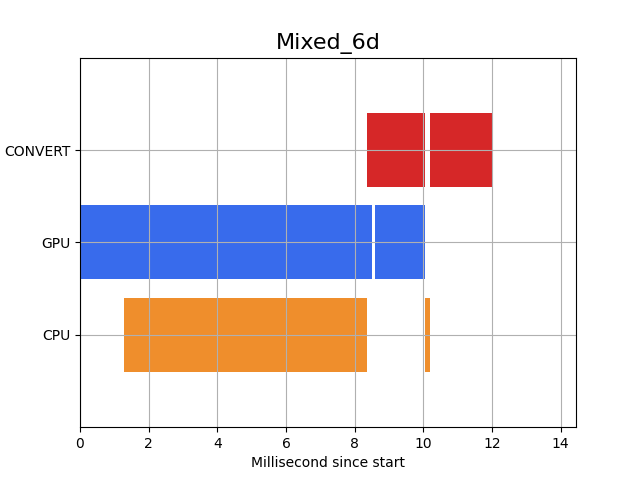 Mixed_6d
CONVERT
GPU
CPU
0 2 4 6 8 10 12 14
Millisecond since start